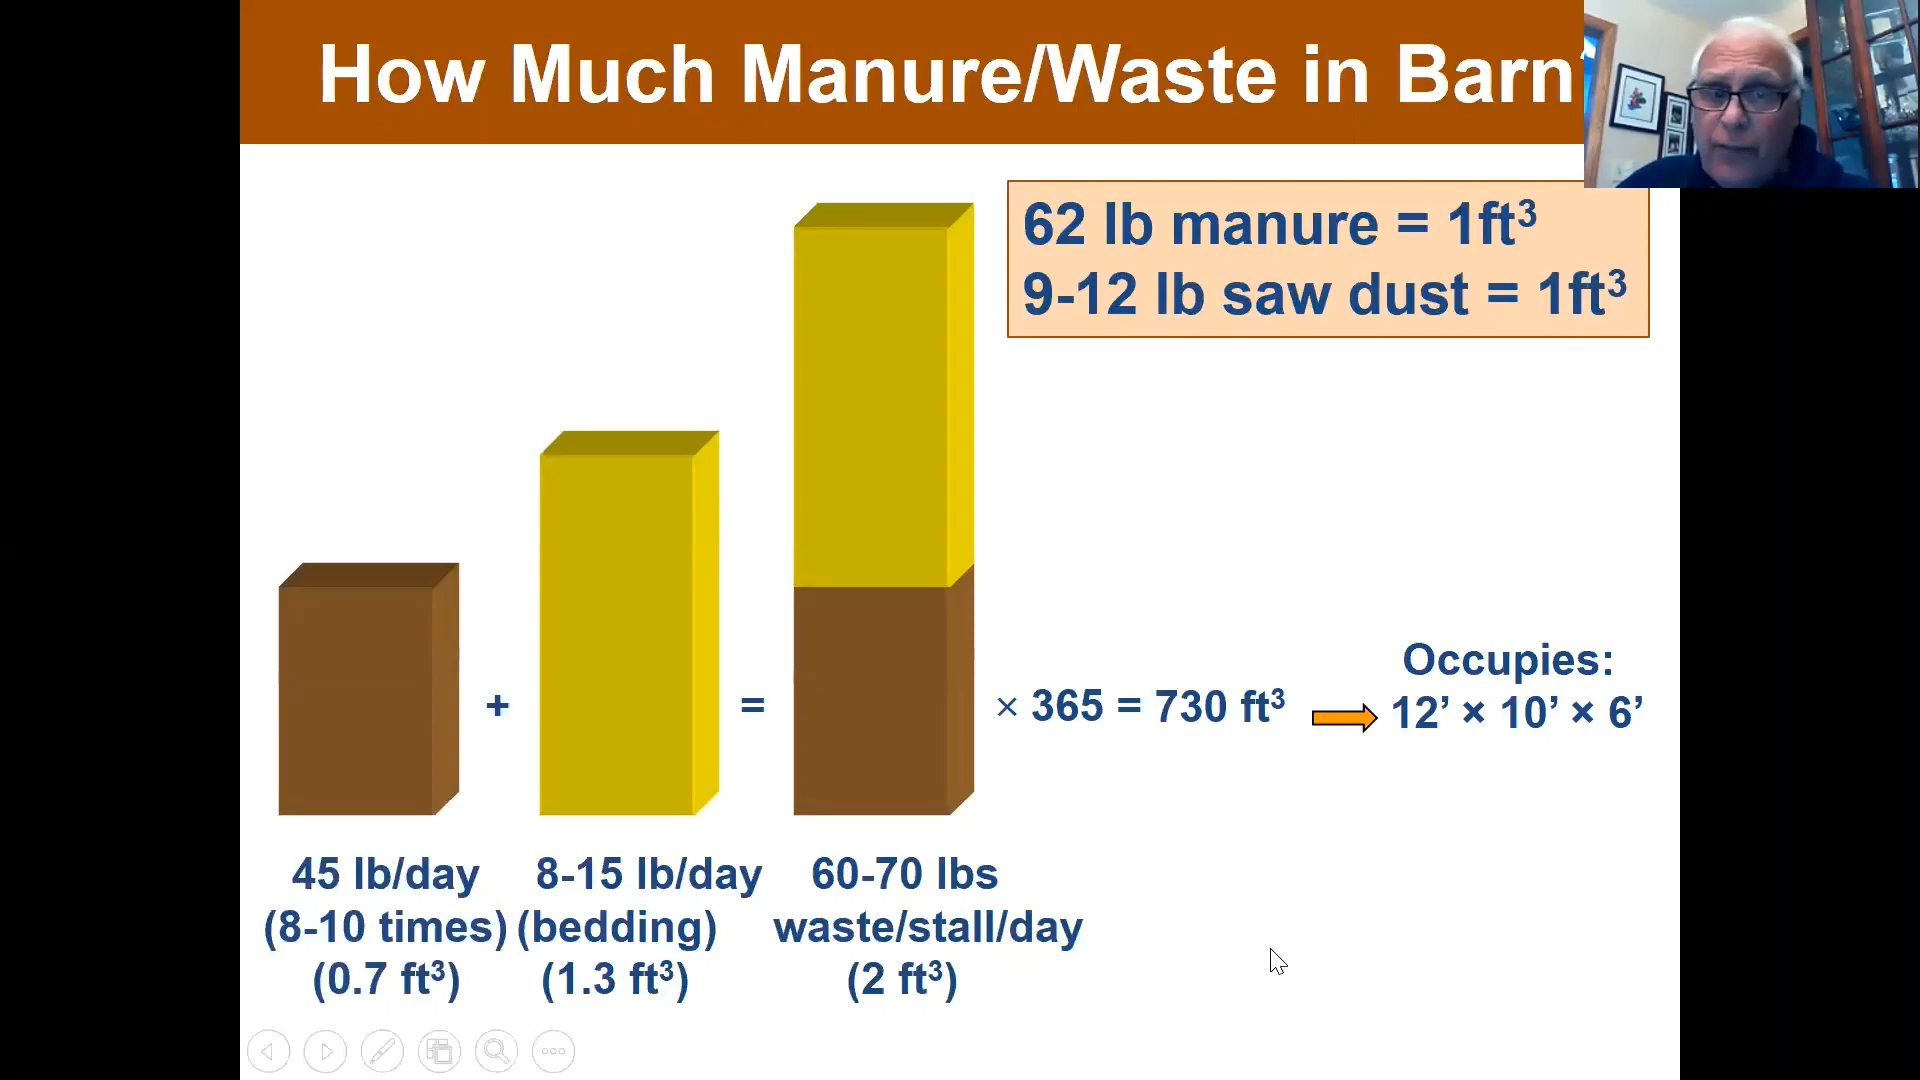 How Much Manure/Waste in Barn
62 lb manure = 1ft³
9-12 lb saw dust = 1ft³
+
=
× 365 = 730 ft³
Occupies:
12’ × 10’ × 6’
45 lb/day
(8-10 times)
(0.7 ft³)
8-15 lb/day
(bedding)
(1.3 ft³)
60-70 lbs
waste/stall/day
(2 ft³)